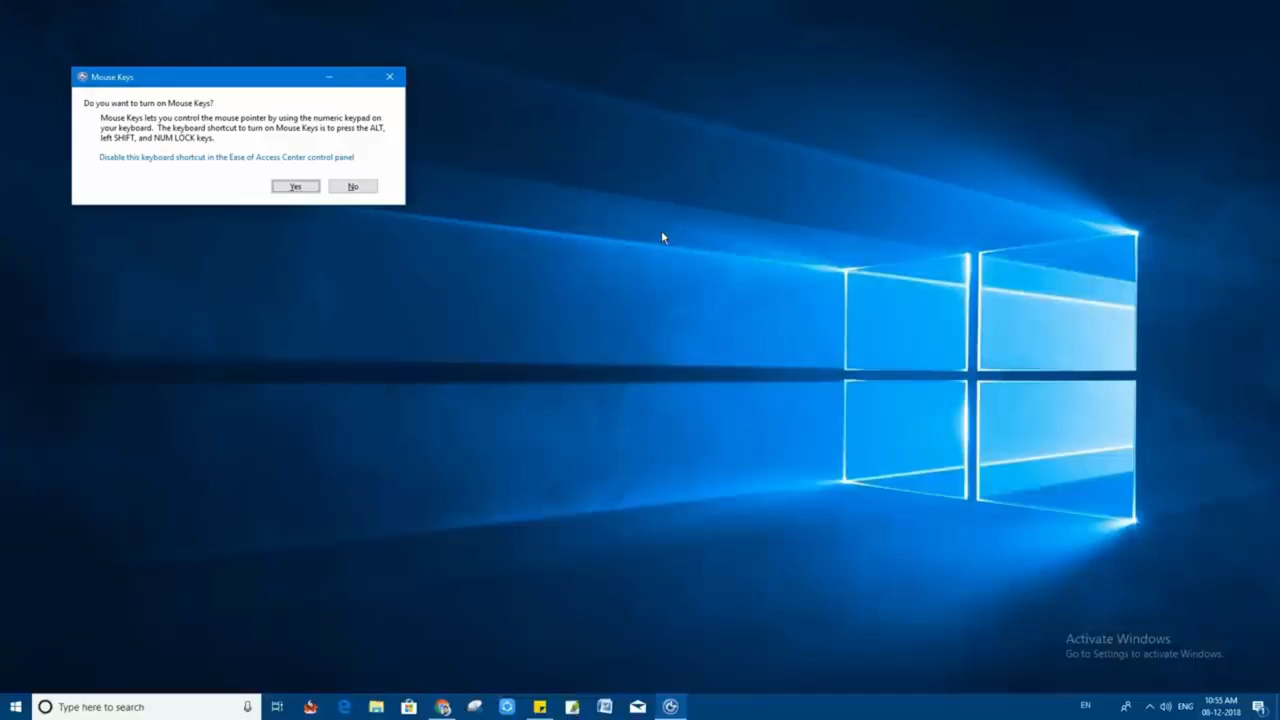 Mouse Keys
Do you want to turn on Mouse Keys?
Mouse Keys lets you control the mouse pointer by using the numeric keypad on
your keyboard. The keyboard shortcut to turn on Mouse Keys is to press the ALT,
left SHIFT, and NUM LOCK keys.
Disable this keyboard shortcut in the Ease of Access Center control panel
Yes No
Activate Windows
Go to Settings to activate Windows.
Type here to search
EN
ENG
10:55 AM
08-12-2018
1